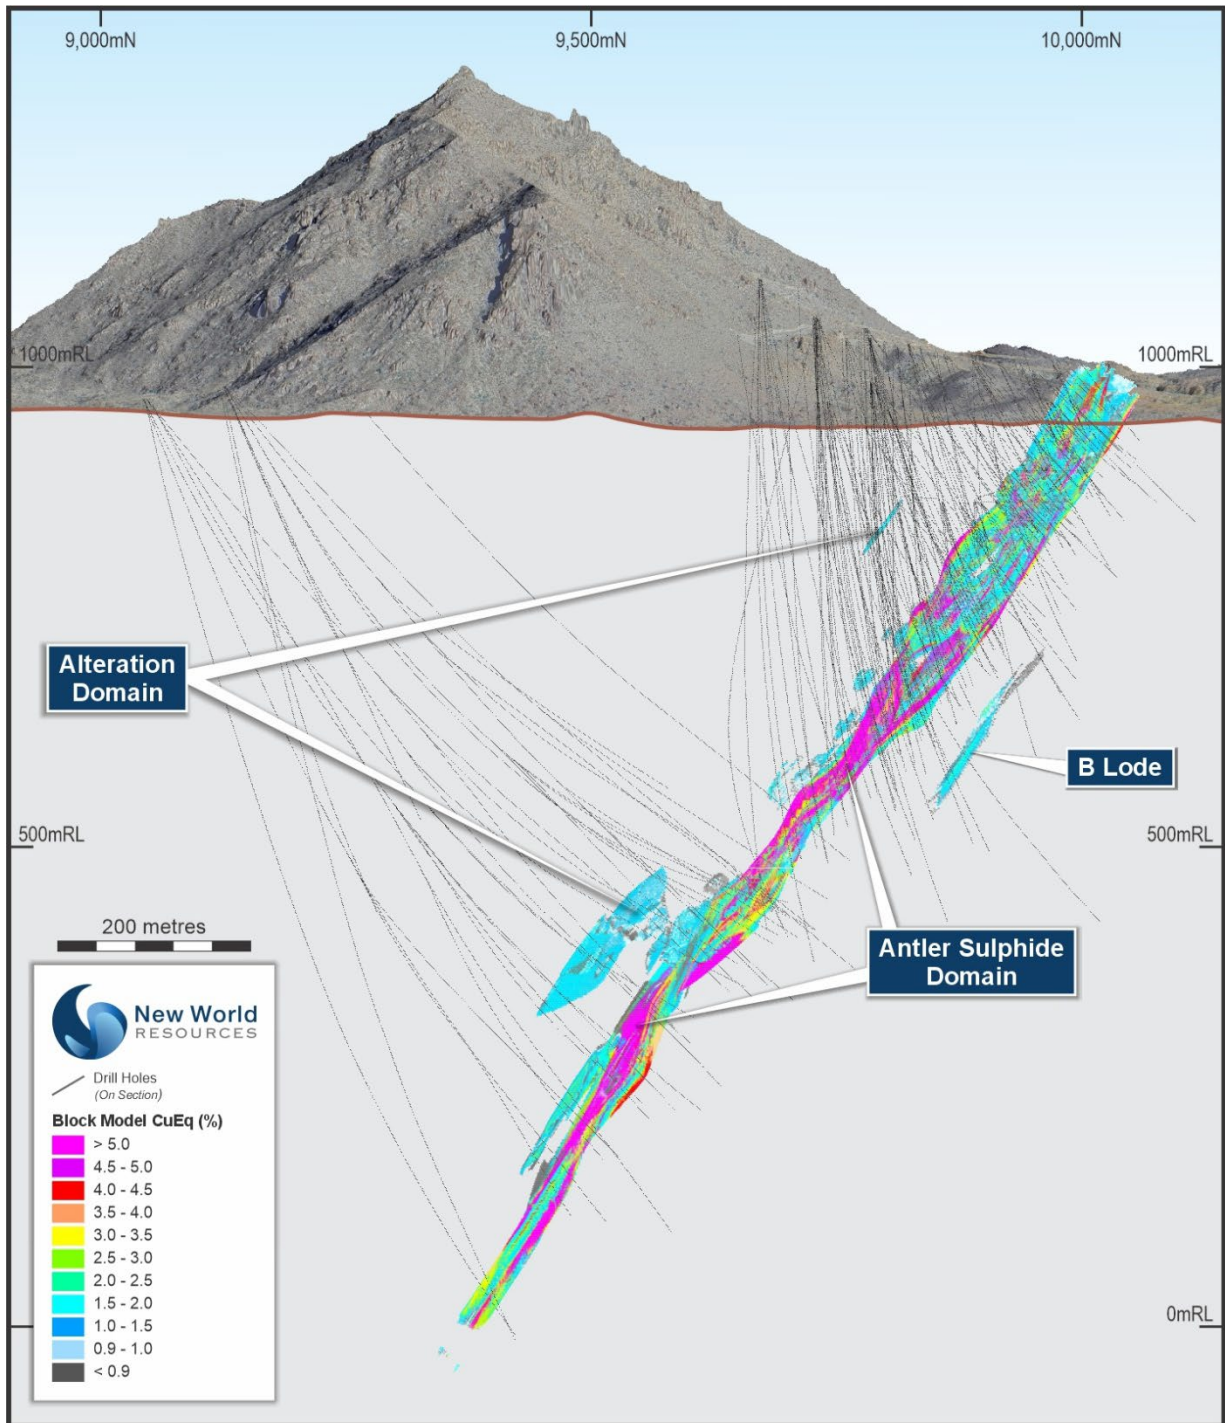 9,000mN
9,500mN
10,000mN
1000mRL
1000mRL
Alteration
Domain
B Lode
500mRL
500mRL
200 metres
Antler Sulphide
Domain
New World
RESOURCES
Drill Holes
(On Section)
Block Model CuEq (%)
> 5.0
4.5 - 5.0
4.0 - 4.5
3.5 - 4.0
3.0 - 3.5
2.5 - 3.0
2.0 - 2.5
1.5 - 2.0
1.0 - 1.5
0.9 - 1.0
< 0.9
0mRL